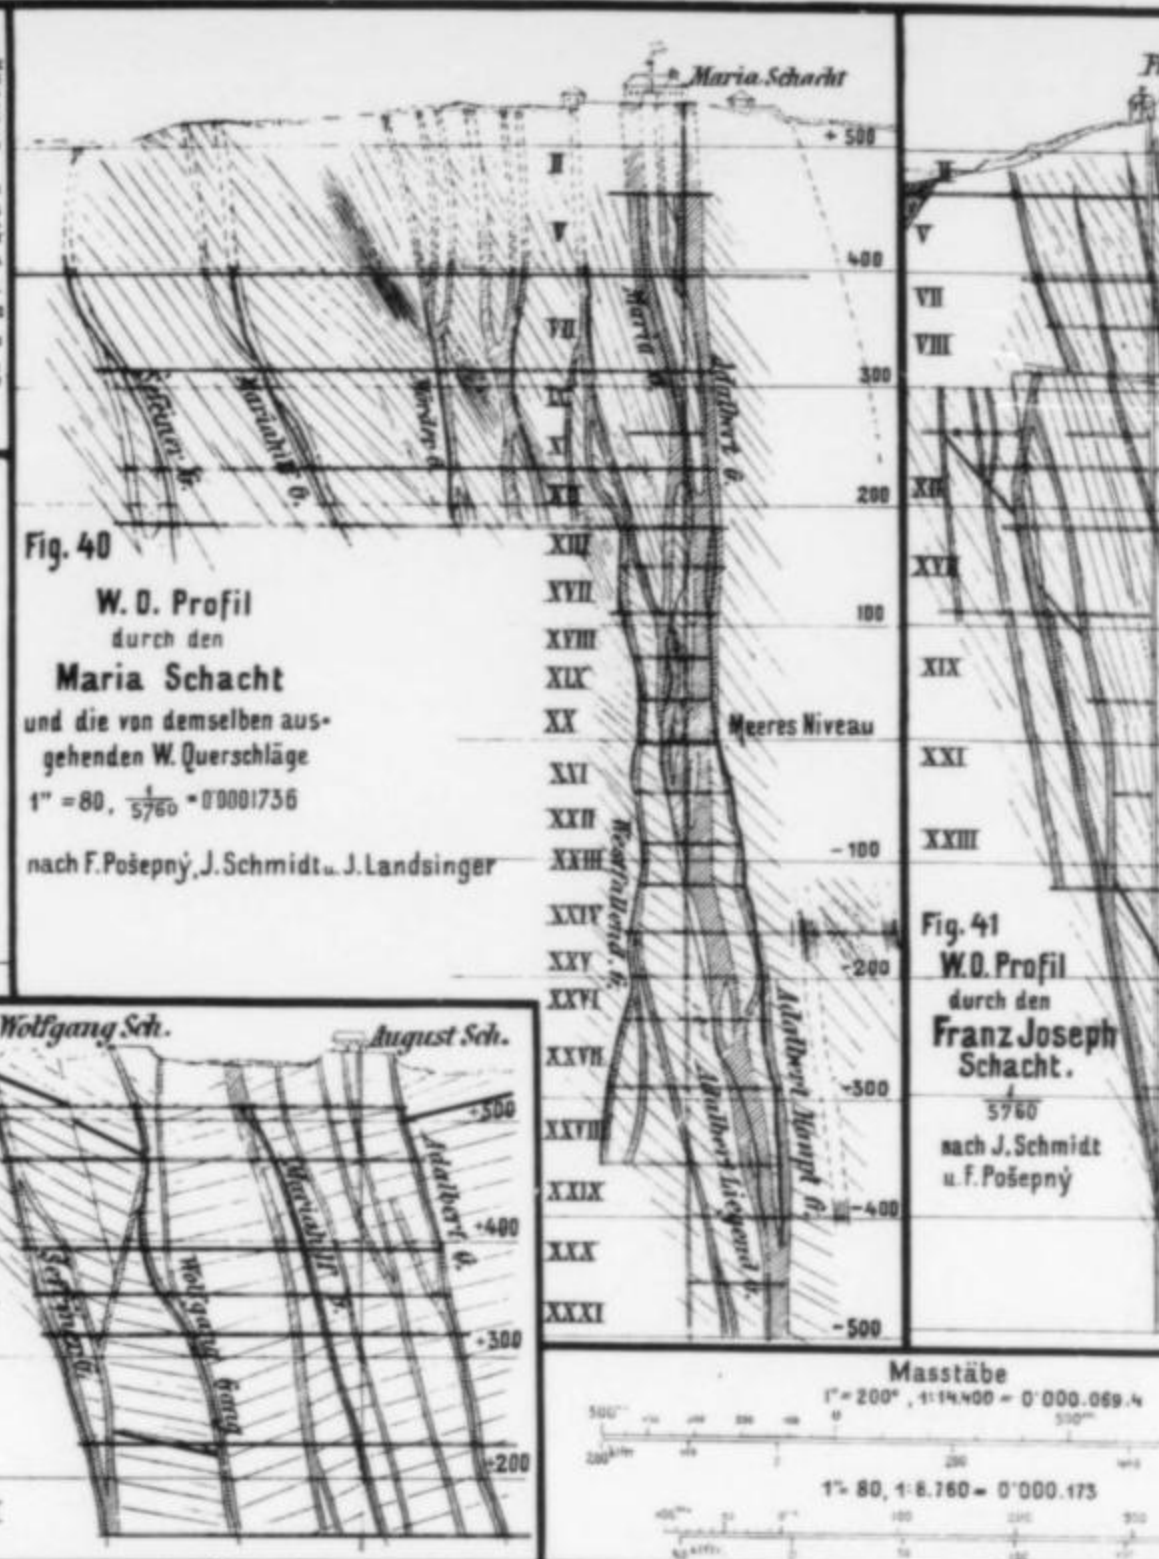 Maria Schacht
+ 500
II
V
400
VII
Maria
300
IX
Adalbert G.
Mariahilf G.
X
200
XII
Fig. 40
XIII
W. O. Profil
XVII
durch den
100
XVIII
Maria Schacht
XIX
und die von demselben aus-
XX
Meeres Niveau
gehenden W. Querschläge
XXI
1" = 80, 1/5760 = 0'0001736
XXII
XXIII
- 100
nach F. Pošepný, J. Schmidt u. J. Landsinger
Westfallend. G.
XXIV
XXV
-200
XXVI
XXVII
-300
Adalbert Haupt G.
Adalbert Liegend G.
XXVIII
XXIX
-400
XXX
XXXI
-500
V
VII
VIII
XII
XVII
XIX
XXI
XXIII
Fig. 41
W.O. Profil
durch den
Franz Joseph
Schacht.
1/5760
nach J. Schmidt
u. F. Pošepný
Wolfgang Sch.
August Sch.
+500
Adalbert G.
Mariahilf G.
+400
Wolfgang Gang
+300
+200
Masstäbe
1" = 200°, 1:14.400 = 0'000.069.4
1" = 80, 1:8.760 = 0'000.173